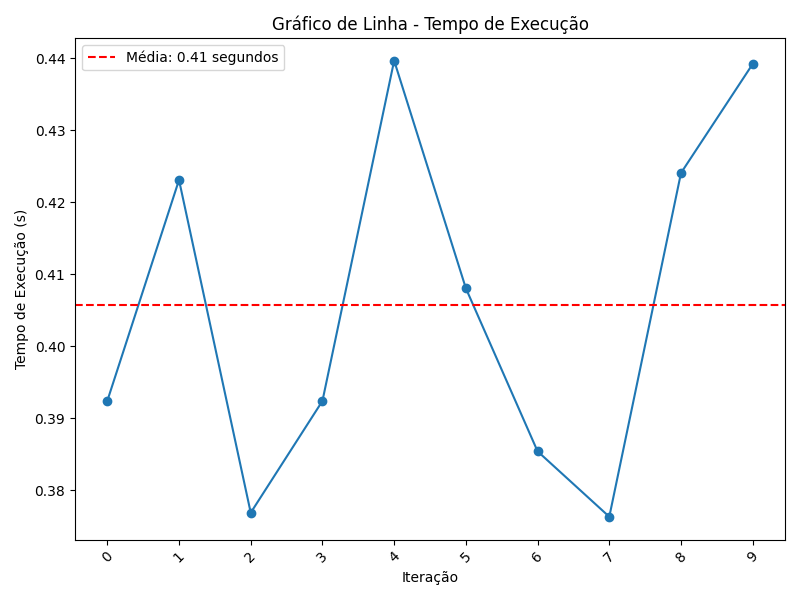 Gráfico de Linha - Tempo de Execução
Média: 0.41 segundos
Tempo de Execução (s)
0.44
0.43
0.42
0.41
0.40
0.39
0.38
0 1 2 3 4 5 6 7 8 9
Iteração